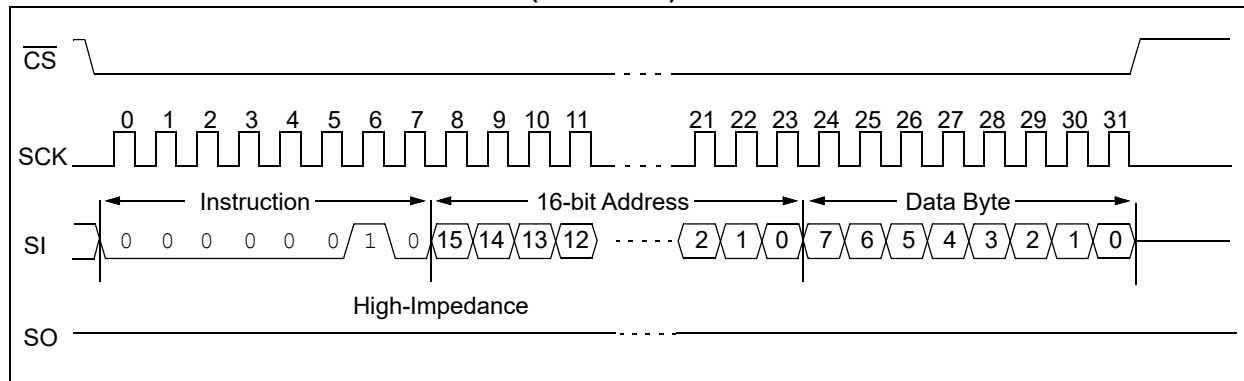 CS
0 1 2 3 4 5 6 7 8 9 10 11 21 22 23 24 25 26 27 28 29 30 31
SCK
Instruction 16-bit Address Data Byte
SI 0 0 0 0 0 0 1 0 15 14 13 12 2 1 0 7 6 5 4 3 2 1 0
High-Impedance
SO